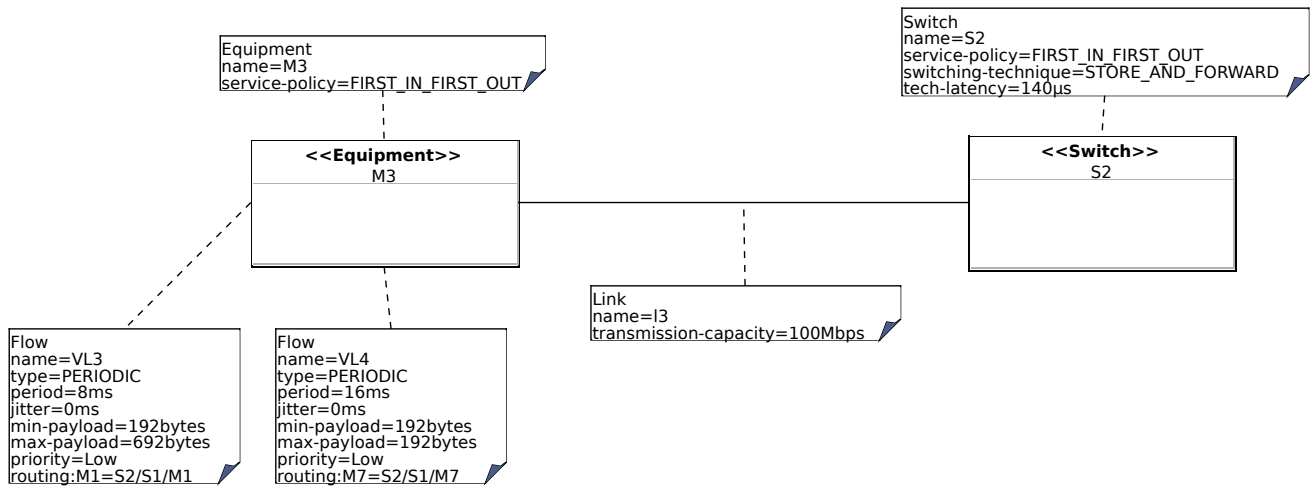 Equipment
name=M3
service-policy=FIRST_IN_FIRST_OUT
Switch
name=S2
service-policy=FIRST_IN_FIRST_OUT
switching-technique=STORE_AND_FORWARD
tech-latency=140µs
<<Equipment>>
M3
<<Switch>>
S2
Link
name=l3
transmission-capacity=100Mbps
Flow
name=VL3
type=PERIODIC
period=8ms
jitter=0ms
min-payload=192bytes
max-payload=692bytes
priority=Low
routing:M1=S2/S1/M1
Flow
name=VL4
type=PERIODIC
period=16ms
jitter=0ms
min-payload=192bytes
max-payload=192bytes
priority=Low
routing:M7=S2/S1/M7